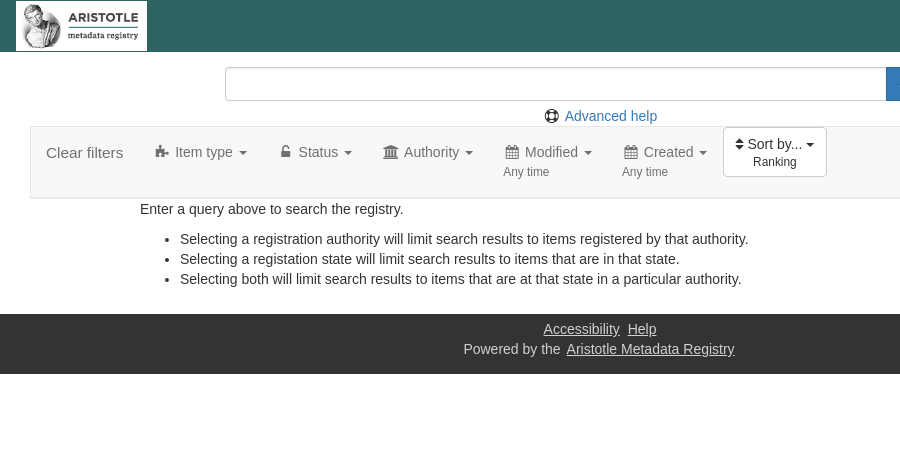 ARISTOTLE
metadata registry
Advanced help
Clear filters Item type Status Authority Modified Created Sort by...
Any time Any time Ranking
Enter a query above to search the registry.
• Selecting a registration authority will limit search results to items registered by that authority.
• Selecting a registation state will limit search results to items that are in that state.
• Selecting both will limit search results to items that are at that state in a particular authority.
Accessibility Help
Powered by the Aristotle Metadata Registry